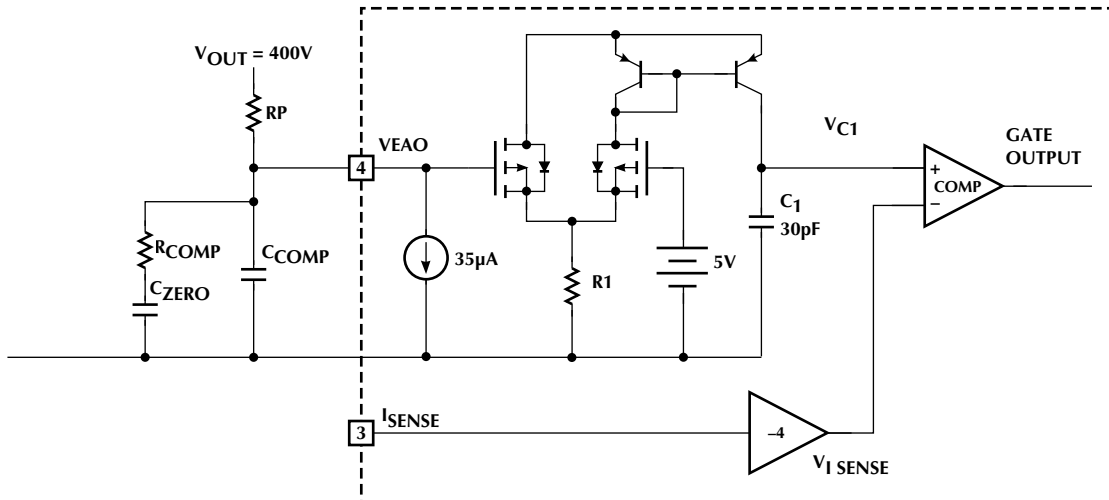 VOUT = 400V
RP
VEAO
4
VC1
GATE
OUTPUT
+
COMP
–
C1
30pF
RCOMP
CCOMP
CZERO
35µA
R1
5V
ISENSE
3
–4
VI SENSE